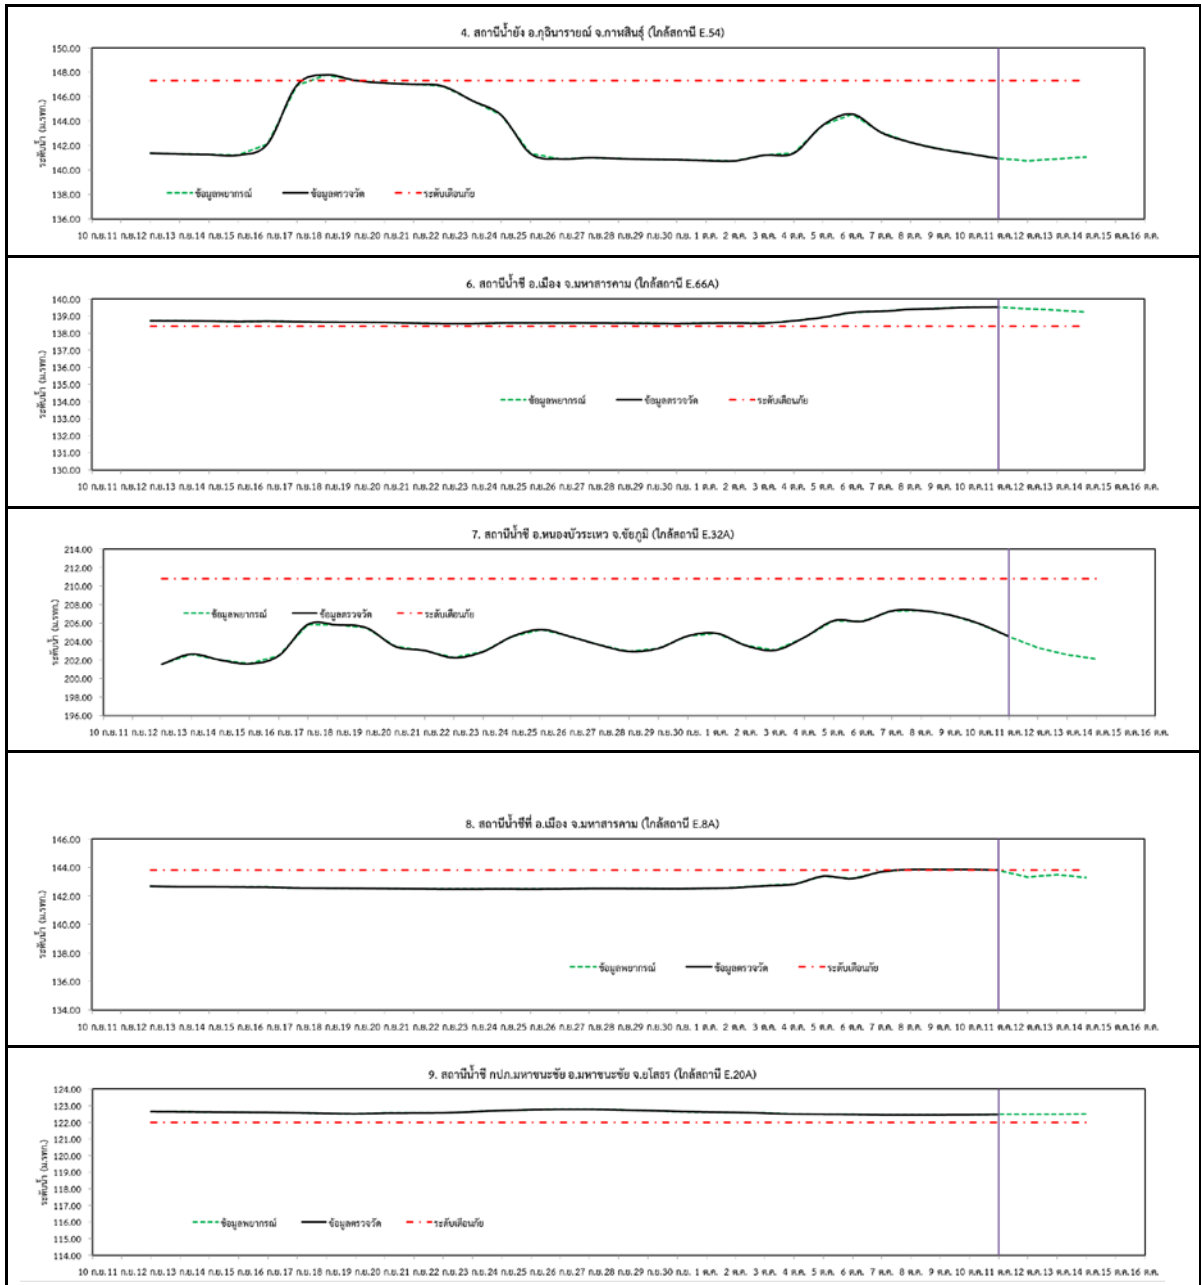 4. สถานีน้ำยัง อ.กุฉินารายณ์ จ.กาฬสินธุ์ (ใกล้สถานี E.54)
ระดับน้ำ (ม.รทก.)
150.00
148.00
146.00
144.00
142.00
140.00
138.00
136.00
ข้อมูลพยากรณ์ ข้อมูลตรวจวัด ระดับเตือนภัย
10 ก.ย.11 ก.ย.12 ก.ย.13 ก.ย.14 ก.ย.15 ก.ย.16 ก.ย.17 ก.ย.18 ก.ย.19 ก.ย.20 ก.ย.21 ก.ย.22 ก.ย.23 ก.ย.24 ก.ย.25 ก.ย.26 ก.ย.27 ก.ย.28 ก.ย.29 ก.ย.30 ก.ย. 1 ต.ค. 2 ต.ค. 3 ต.ค. 4 ต.ค. 5 ต.ค. 6 ต.ค. 7 ต.ค. 8 ต.ค. 9 ต.ค. 10 ต.ค.11 ต.ค.12 ต.ค.13 ต.ค.14 ต.ค.15 ต.ค.16 ต.ค.
6. สถานีน้ำชี อ.เมือง จ.มหาสารคาม (ใกล้สถานี E.66A)
ระดับน้ำ (ม.รทก.)
140.00
139.00
138.00
137.00
136.00
135.00
134.00
133.00
132.00
131.00
130.00
ข้อมูลพยากรณ์ ข้อมูลตรวจวัด ระดับเตือนภัย
10 ก.ย.11 ก.ย.12 ก.ย.13 ก.ย.14 ก.ย.15 ก.ย.16 ก.ย.17 ก.ย.18 ก.ย.19 ก.ย.20 ก.ย.21 ก.ย.22 ก.ย.23 ก.ย.24 ก.ย.25 ก.ย.26 ก.ย.27 ก.ย.28 ก.ย.29 ก.ย.30 ก.ย. 1 ต.ค. 2 ต.ค. 3 ต.ค. 4 ต.ค. 5 ต.ค. 6 ต.ค. 7 ต.ค. 8 ต.ค. 9 ต.ค. 10 ต.ค.11 ต.ค.12 ต.ค.13 ต.ค.14 ต.ค.15 ต.ค.16 ต.ค.
7. สถานีน้ำชี อ.หนองบัวระเหว จ.ชัยภูมิ (ใกล้สถานี E.32A)
ระดับน้ำ (ม.รทก.)
214.00
212.00
210.00
208.00
206.00
204.00
202.00
200.00
198.00
196.00
ข้อมูลพยากรณ์ ข้อมูลตรวจวัด ระดับเตือนภัย
10 ก.ย.11 ก.ย.12 ก.ย.13 ก.ย.14 ก.ย.15 ก.ย.16 ก.ย.17 ก.ย.18 ก.ย.19 ก.ย.20 ก.ย.21 ก.ย.22 ก.ย.23 ก.ย.24 ก.ย.25 ก.ย.26 ก.ย.27 ก.ย.28 ก.ย.29 ก.ย.30 ก.ย. 1 ต.ค. 2 ต.ค. 3 ต.ค. 4 ต.ค. 5 ต.ค. 6 ต.ค. 7 ต.ค. 8 ต.ค. 9 ต.ค. 10 ต.ค.11 ต.ค.12 ต.ค.13 ต.ค.14 ต.ค.15 ต.ค.16 ต.ค.
8. สถานีน้ำชีที่ อ.เมือง จ.มหาสารคาม (ใกล้สถานี E.8A)
ระดับน้ำ (ม.รทก.)
146.00
144.00
142.00
140.00
138.00
136.00
134.00
ข้อมูลพยากรณ์ ข้อมูลตรวจวัด ระดับเตือนภัย
10 ก.ย.11 ก.ย.12 ก.ย.13 ก.ย.14 ก.ย.15 ก.ย.16 ก.ย.17 ก.ย.18 ก.ย.19 ก.ย.20 ก.ย.21 ก.ย.22 ก.ย.23 ก.ย.24 ก.ย.25 ก.ย.26 ก.ย.27 ก.ย.28 ก.ย.29 ก.ย.30 ก.ย. 1 ต.ค. 2 ต.ค. 3 ต.ค. 4 ต.ค. 5 ต.ค. 6 ต.ค. 7 ต.ค. 8 ต.ค. 9 ต.ค. 10 ต.ค.11 ต.ค.12 ต.ค.13 ต.ค.14 ต.ค.15 ต.ค.16 ต.ค.
9. สถานีน้ำชี กปภ.มหาชนะชัย อ.มหาชนะชัย จ.ยโสธร (ใกล้สถานี E.20A)
ระดับน้ำ (ม.รทก.)
124.00
123.00
122.00
121.00
120.00
119.00
118.00
117.00
116.00
115.00
114.00
ข้อมูลพยากรณ์ ข้อมูลตรวจวัด ระดับเตือนภัย
10 ก.ย.11 ก.ย.12 ก.ย.13 ก.ย.14 ก.ย.15 ก.ย.16 ก.ย.17 ก.ย.18 ก.ย.19 ก.ย.20 ก.ย.21 ก.ย.22 ก.ย.23 ก.ย.24 ก.ย.25 ก.ย.26 ก.ย.27 ก.ย.28 ก.ย.29 ก.ย.30 ก.ย. 1 ต.ค. 2 ต.ค. 3 ต.ค. 4 ต.ค. 5 ต.ค. 6 ต.ค. 7 ต.ค. 8 ต.ค. 9 ต.ค. 10 ต.ค.11 ต.ค.12 ต.ค.13 ต.ค.14 ต.ค.15 ต.ค.16 ต.ค.